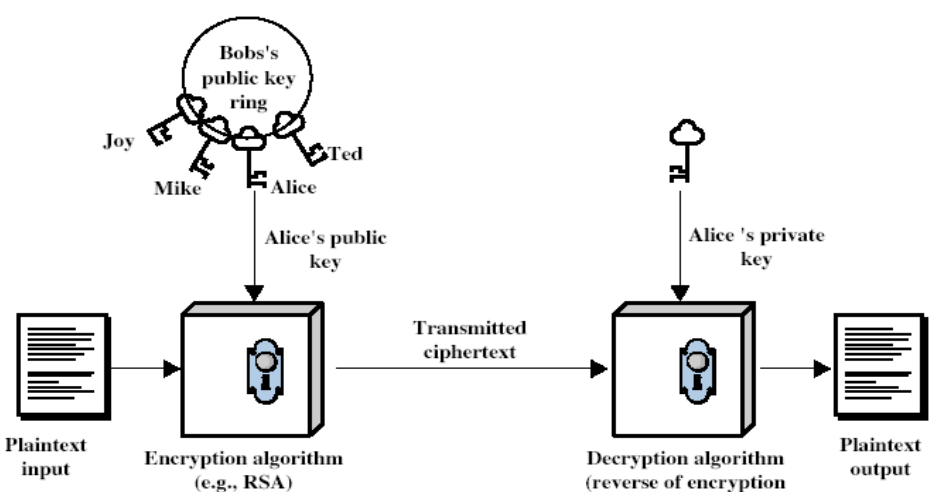 Bobs's
public key
ring
Joy
Ted
Mike
Alice
Alice's public
key
Alice 's private
key
Transmitted
ciphertext
Plaintext
input
Encryption algorithm
(e.g., RSA)
Decryption algorithm
(reverse of encryption
Plaintext
output